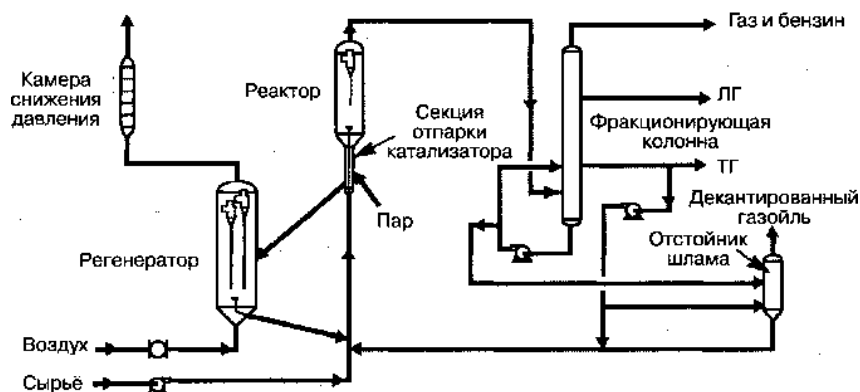 Камера
снижения
давления
Реактор
Секция
отпарки
катализатора
Пар
Регенератор
Воздух
Сырьё
Газ и бензин
ЛГ
Фракционирующая
колонна
ТГ
Декантированный
газойль
Отстойник
шлама